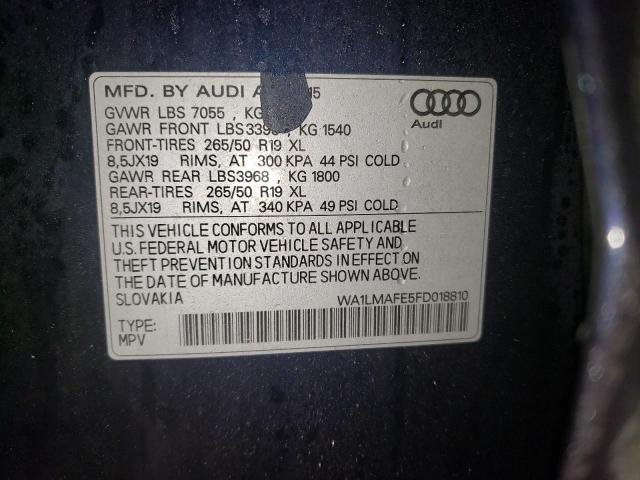 MFD. BY AUDI A 15
GVWR LBS 7055 , KG
GAWR FRONT LBS339 , KG 1540
FRONT-TIRES 265/50 R19 XL
8,5JX19 RIMS, AT 300 KPA 44 PSI COLD
GAWR REAR LBS3968 , KG 1800
REAR-TIRES 265/50 R19 XL
8,5JX19 RIMS, AT 340 KPA 49 PSI COLD
Audi
THIS VEHICLE CONFORMS TO ALL APPLICABLE
U.S. FEDERAL MOTOR VEHICLE SAFETY AND
THEFT PREVENTION STANDARDS IN EFFECT ON
THE DATE OF MANUFACTURE SHOWN ABOVE.
SLOVAKIA WA1LMAFE5FD018810
TYPE:
MPV